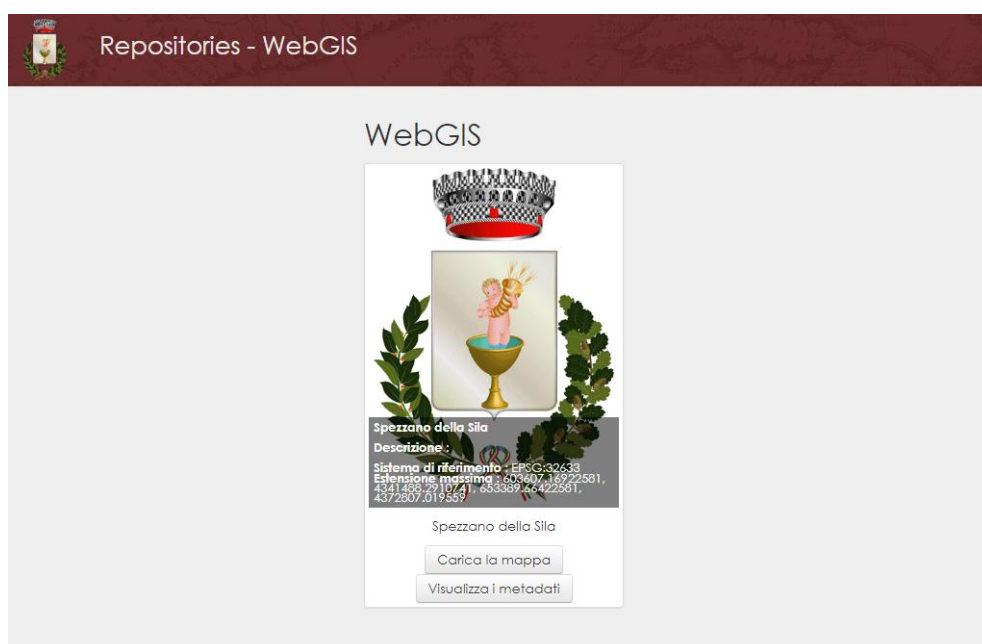 Repositories - WebGIS
WebGIS
Spezzano della Sila
Descrizione :
Sistema di riferimento : EPSG:32633
Estensione massima : 603607.16922581,
4341488.2910741, 653389.66422581,
4372807.019559
Spezzano della Sila
Carica la mappa
Visualizza i metadati